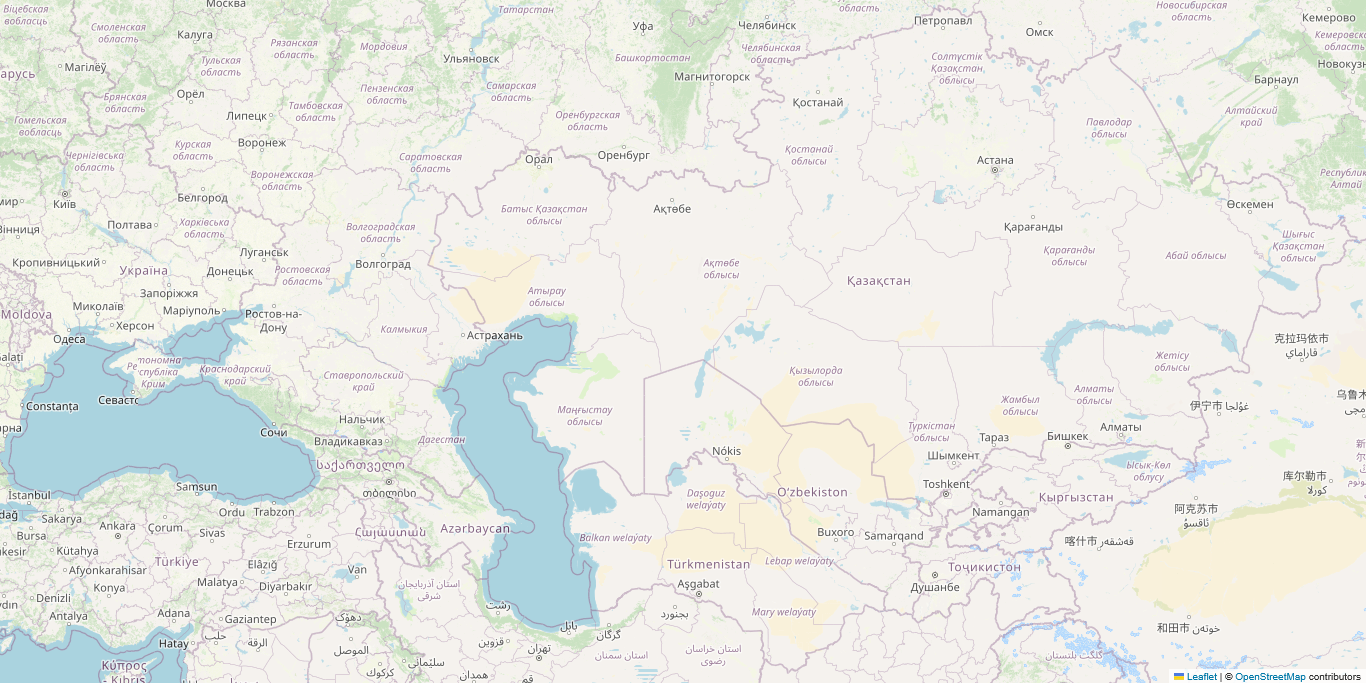 Москва
Татарстан
Уфа
Челябинск
Петропавл
Омск
Новосибирская
область
Кемерово
Віцебская
вобласць
Смоленская
область
Калуга
Рязанская
область
Мордовия
Ульяновск
Башкортостан
Челябинская
область
Солтүстік
Қазақстан
облысы
Кемеровская
область
Магілёў
Тульская
область
Магнитогорск
Барнаул
Новокузн
арусь
Брянская
область
Орёл
Тамбовская
область
Пензенская
область
Самарская
область
Қостанай
Липецк
Оренбургская
область
Павлодар
облысы
Алтайский
край
Гомельская
вобласць
Курская
область
Воронеж
Чернігівська
область
Саратовская
область
Орал
Оренбург
Қостанай
облысы
Астана
Воронежская
область
Республи
Алтай
Київ
Белгород
Ақтөбе
Өскемен
Батыс Қазақстан
облысы
Полтава
Харківська
область
Волгоградская
область
Қарағанды
Вінниця
Кропивницький
Луганськ
Волгоград
Қарағанды
облысы
Абай облысы
Шығыс
Қазақстан
облысы
Україна
Донецьк
Ростовская
область
Ақтөбе
облысы
Қазақстан
Запоріжжя
Атырау
облысы
Миколаїв
Маріуполь
Ростов-на-
Дону
Moldova
Херсон
Калмыкия
Астрахань
Одеса
克拉玛依市
قاراماي
Galați
Краснодарский
край
Ставропольский
край
Қызылорда
облысы
Жетісу
облысы
Constanța
Севасто
Маңғыстау
облысы
Жамбыл
облысы
Алматы
облысы
伊宁市 غۇلجا
Нальчик
Сочи
Владикавказ
Дагестан
Түркістан
облысы
Тараз
Бишкек
Алматы
Nókis
Шымкент
საქართველო
თბილისი
Ысык-Көл
облусу
库尔勒市
كورلا
İstanbul
Samsun
Daşoguz
welaýaty
Oʻzbekiston
Toshkent
Кыргызстан
Sakarya
Ankara
Çorum
Ordu
Trabzon
Namangan
阿克苏市
ئاقسۇ
Bursa
Sivas
Հայաստան
Azərbaycan
Balkan welaýaty
Buxoro
Samarqand
喀什市 قەشقەر
Kütahya
Erzurum
Türkiye
Elâzığ
Van
Türkmenistan
Lebap welaýaty
Тоҷикистон
Afyonkarahisar
Konya
Malatya
Diyarbakır
استان آذربایجان
شرقی
Aşgabat
Душанбе
Denizli
Antalya
Adana
Gaziantep
دهۆک
رشت
بجنورد
Mary welaýaty
بابل
گرگان
和田市 خوتەن
Hatay
حلب
الرقة
الموصل
قزوین
تهران
استان سمنان
استان خراسان
رضوی
گلگت بلتستان
Κύπρος
Kıbrıs
كركوك
سلێمانی
همدان
قم
Leaflet | © OpenStreetMap contributors